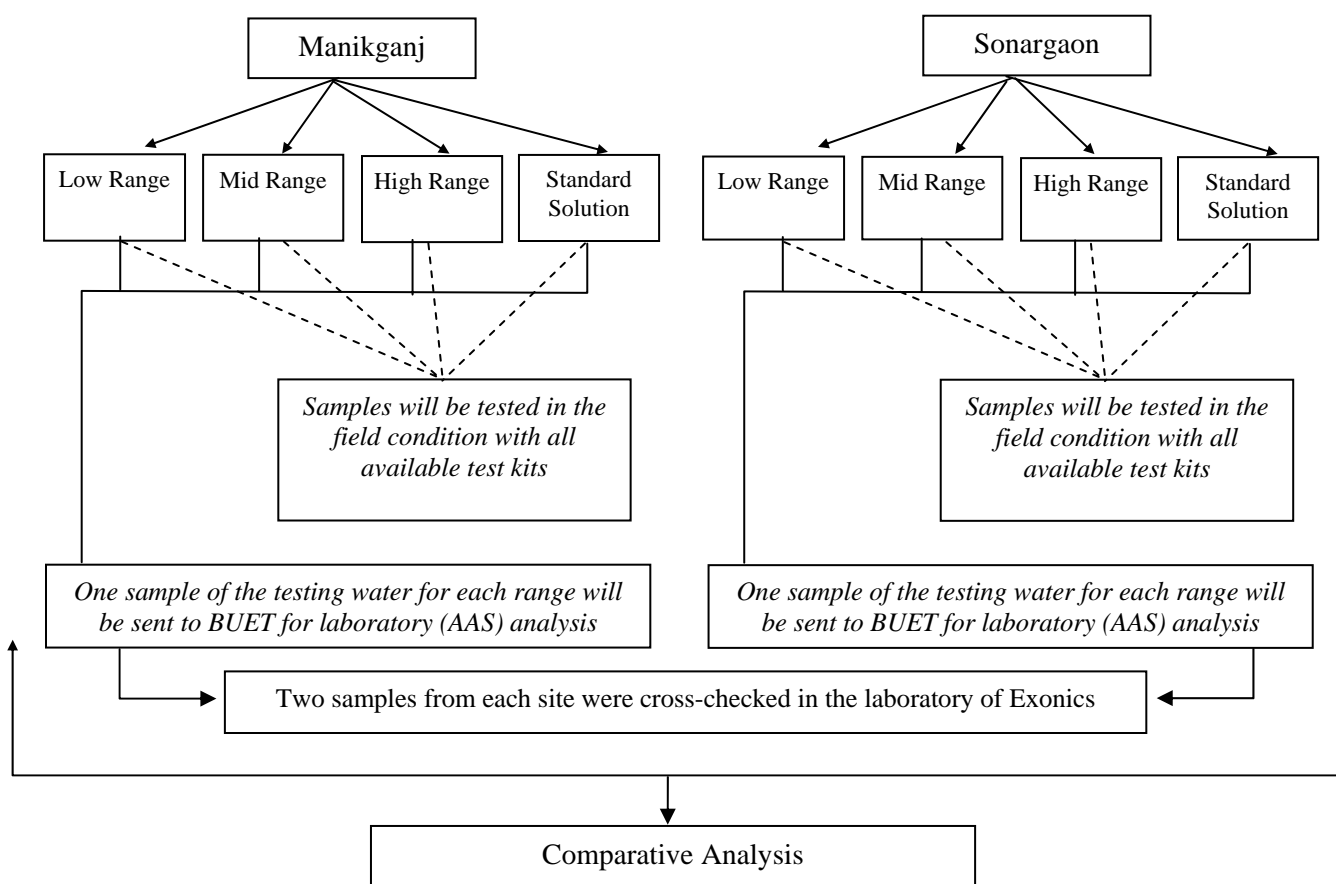 Manikganj
Sonargaon
Low Range
Mid Range
High Range
Standard
Solution
Low Range
Mid Range
High Range
Standard
Solution
Samples will be tested in the
field condition with all
available test kits
Samples will be tested in the
field condition with all
available test kits
One sample of the testing water for each range will
be sent to BUET for laboratory (AAS) analysis
One sample of the testing water for each range will
be sent to BUET for laboratory (AAS) analysis
Two samples from each site were cross-checked in the laboratory of Exonics
Comparative Analysis